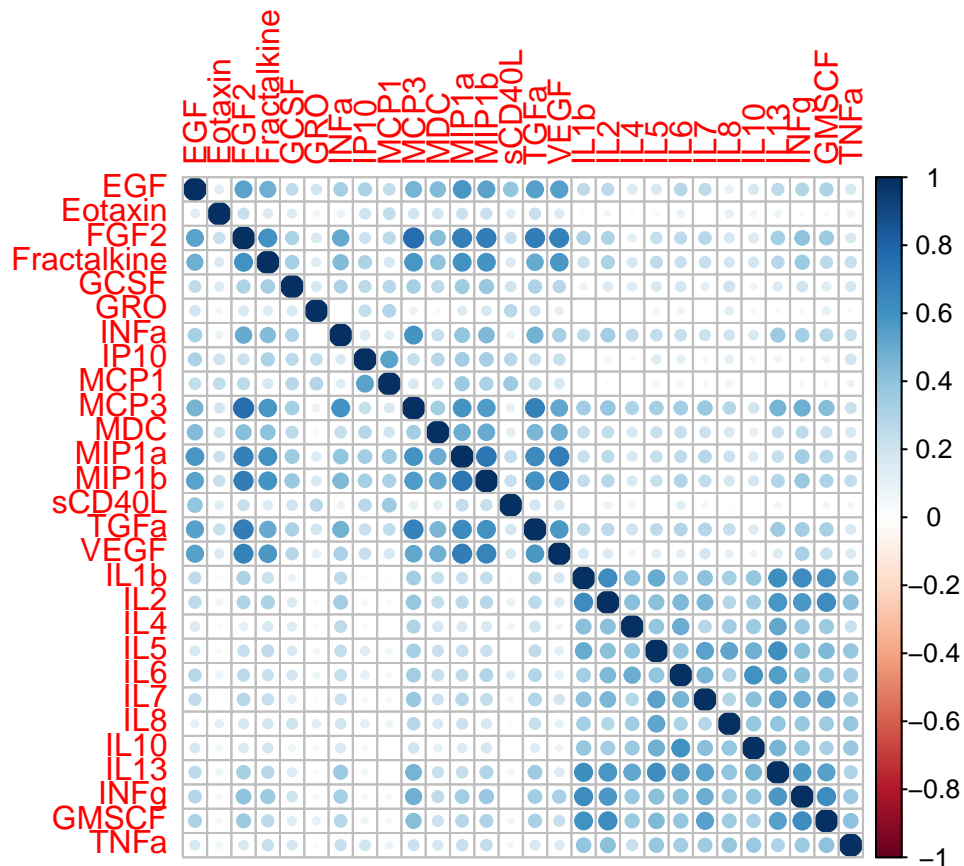 EGF
Eotaxin
FGF2
Fractalkine
GCSF
GRO
INFa
IP10
MCP1
MCP3
MDC
MIP1a
MIP1b
sCD40L
TGFa
VEGF
IL1b
IL2
IL4
IL5
IL6
IL7
IL8
IL10
IL13
INFg
GMSCF
TNFa
EGF
Eotaxin
FGF2
Fractalkine
GCSF
GRO
INFa
IP10
MCP1
MCP3
MDC
MIP1a
MIP1b
sCD40L
TGFa
VEGF
IL1b
IL2
IL4
IL5
IL6
IL7
IL8
IL10
IL13
INFg
GMSCF
TNFa
1
0.8
0.6
0.4
0.2
0
−0.2
−0.4
−0.6
−0.8
−1